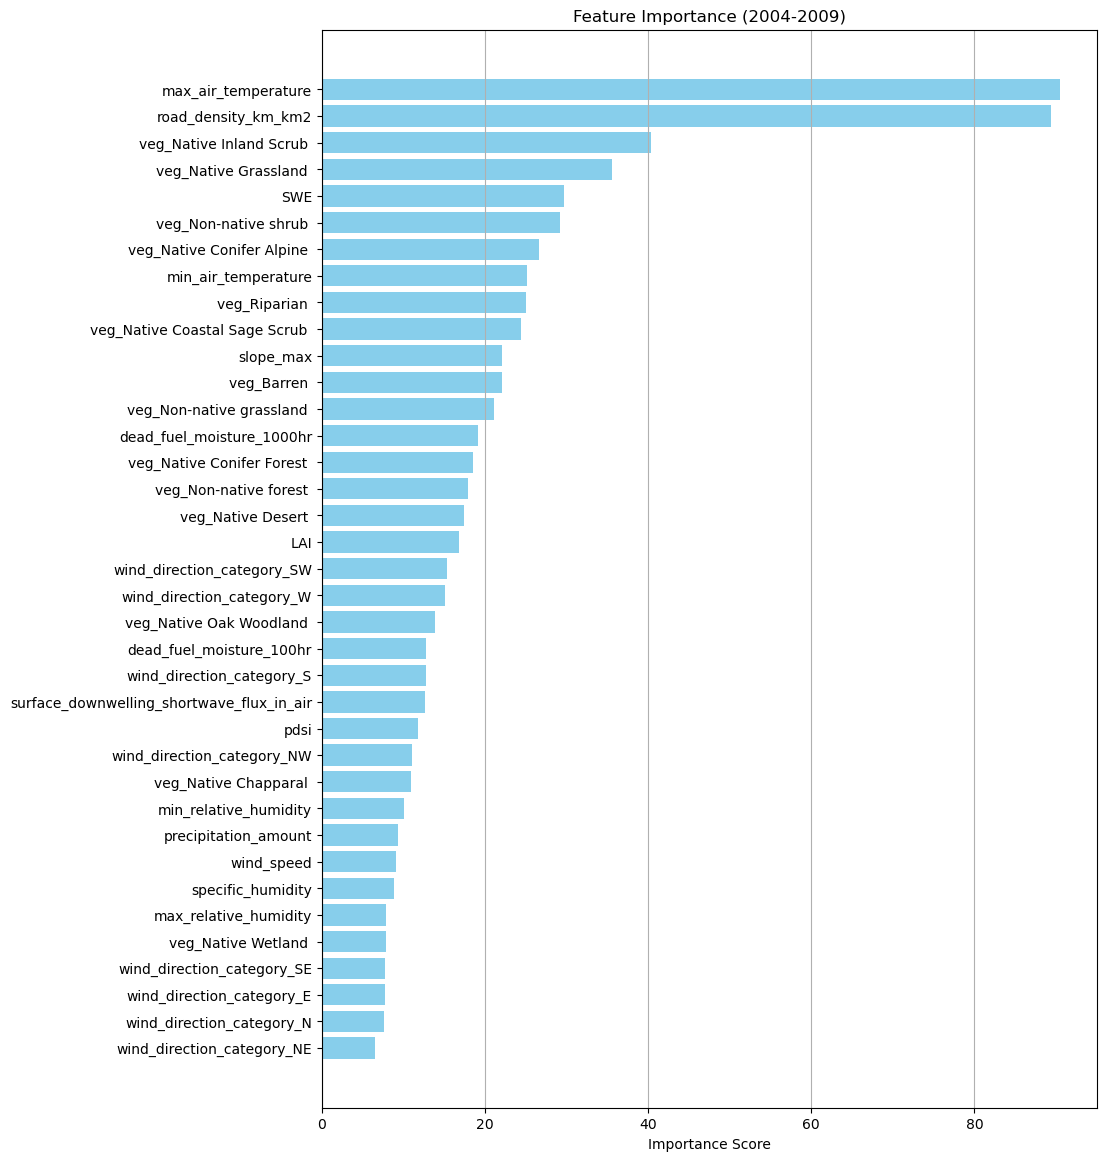 Feature Importance (2004-2009)
max_air_temperature
road_density_km_km2
veg_Native Inland Scrub
veg_Native Grassland
SWE
veg_Non-native shrub
veg_Native Conifer Alpine
min_air_temperature
veg_Riparian
veg_Native Coastal Sage Scrub
slope_max
veg_Barren
veg_Non-native grassland
dead_fuel_moisture_1000hr
veg_Native Conifer Forest
veg_Non-native forest
veg_Native Desert
LAI
wind_direction_category_SW
wind_direction_category_W
veg_Native Oak Woodland
dead_fuel_moisture_100hr
wind_direction_category_S
surface_downwelling_shortwave_flux_in_air
pdsi
wind_direction_category_NW
veg_Native Chapparal
min_relative_humidity
precipitation_amount
wind_speed
specific_humidity
max_relative_humidity
veg_Native Wetland
wind_direction_category_SE
wind_direction_category_E
wind_direction_category_N
wind_direction_category_NE
0 20 40 60 80
Importance Score